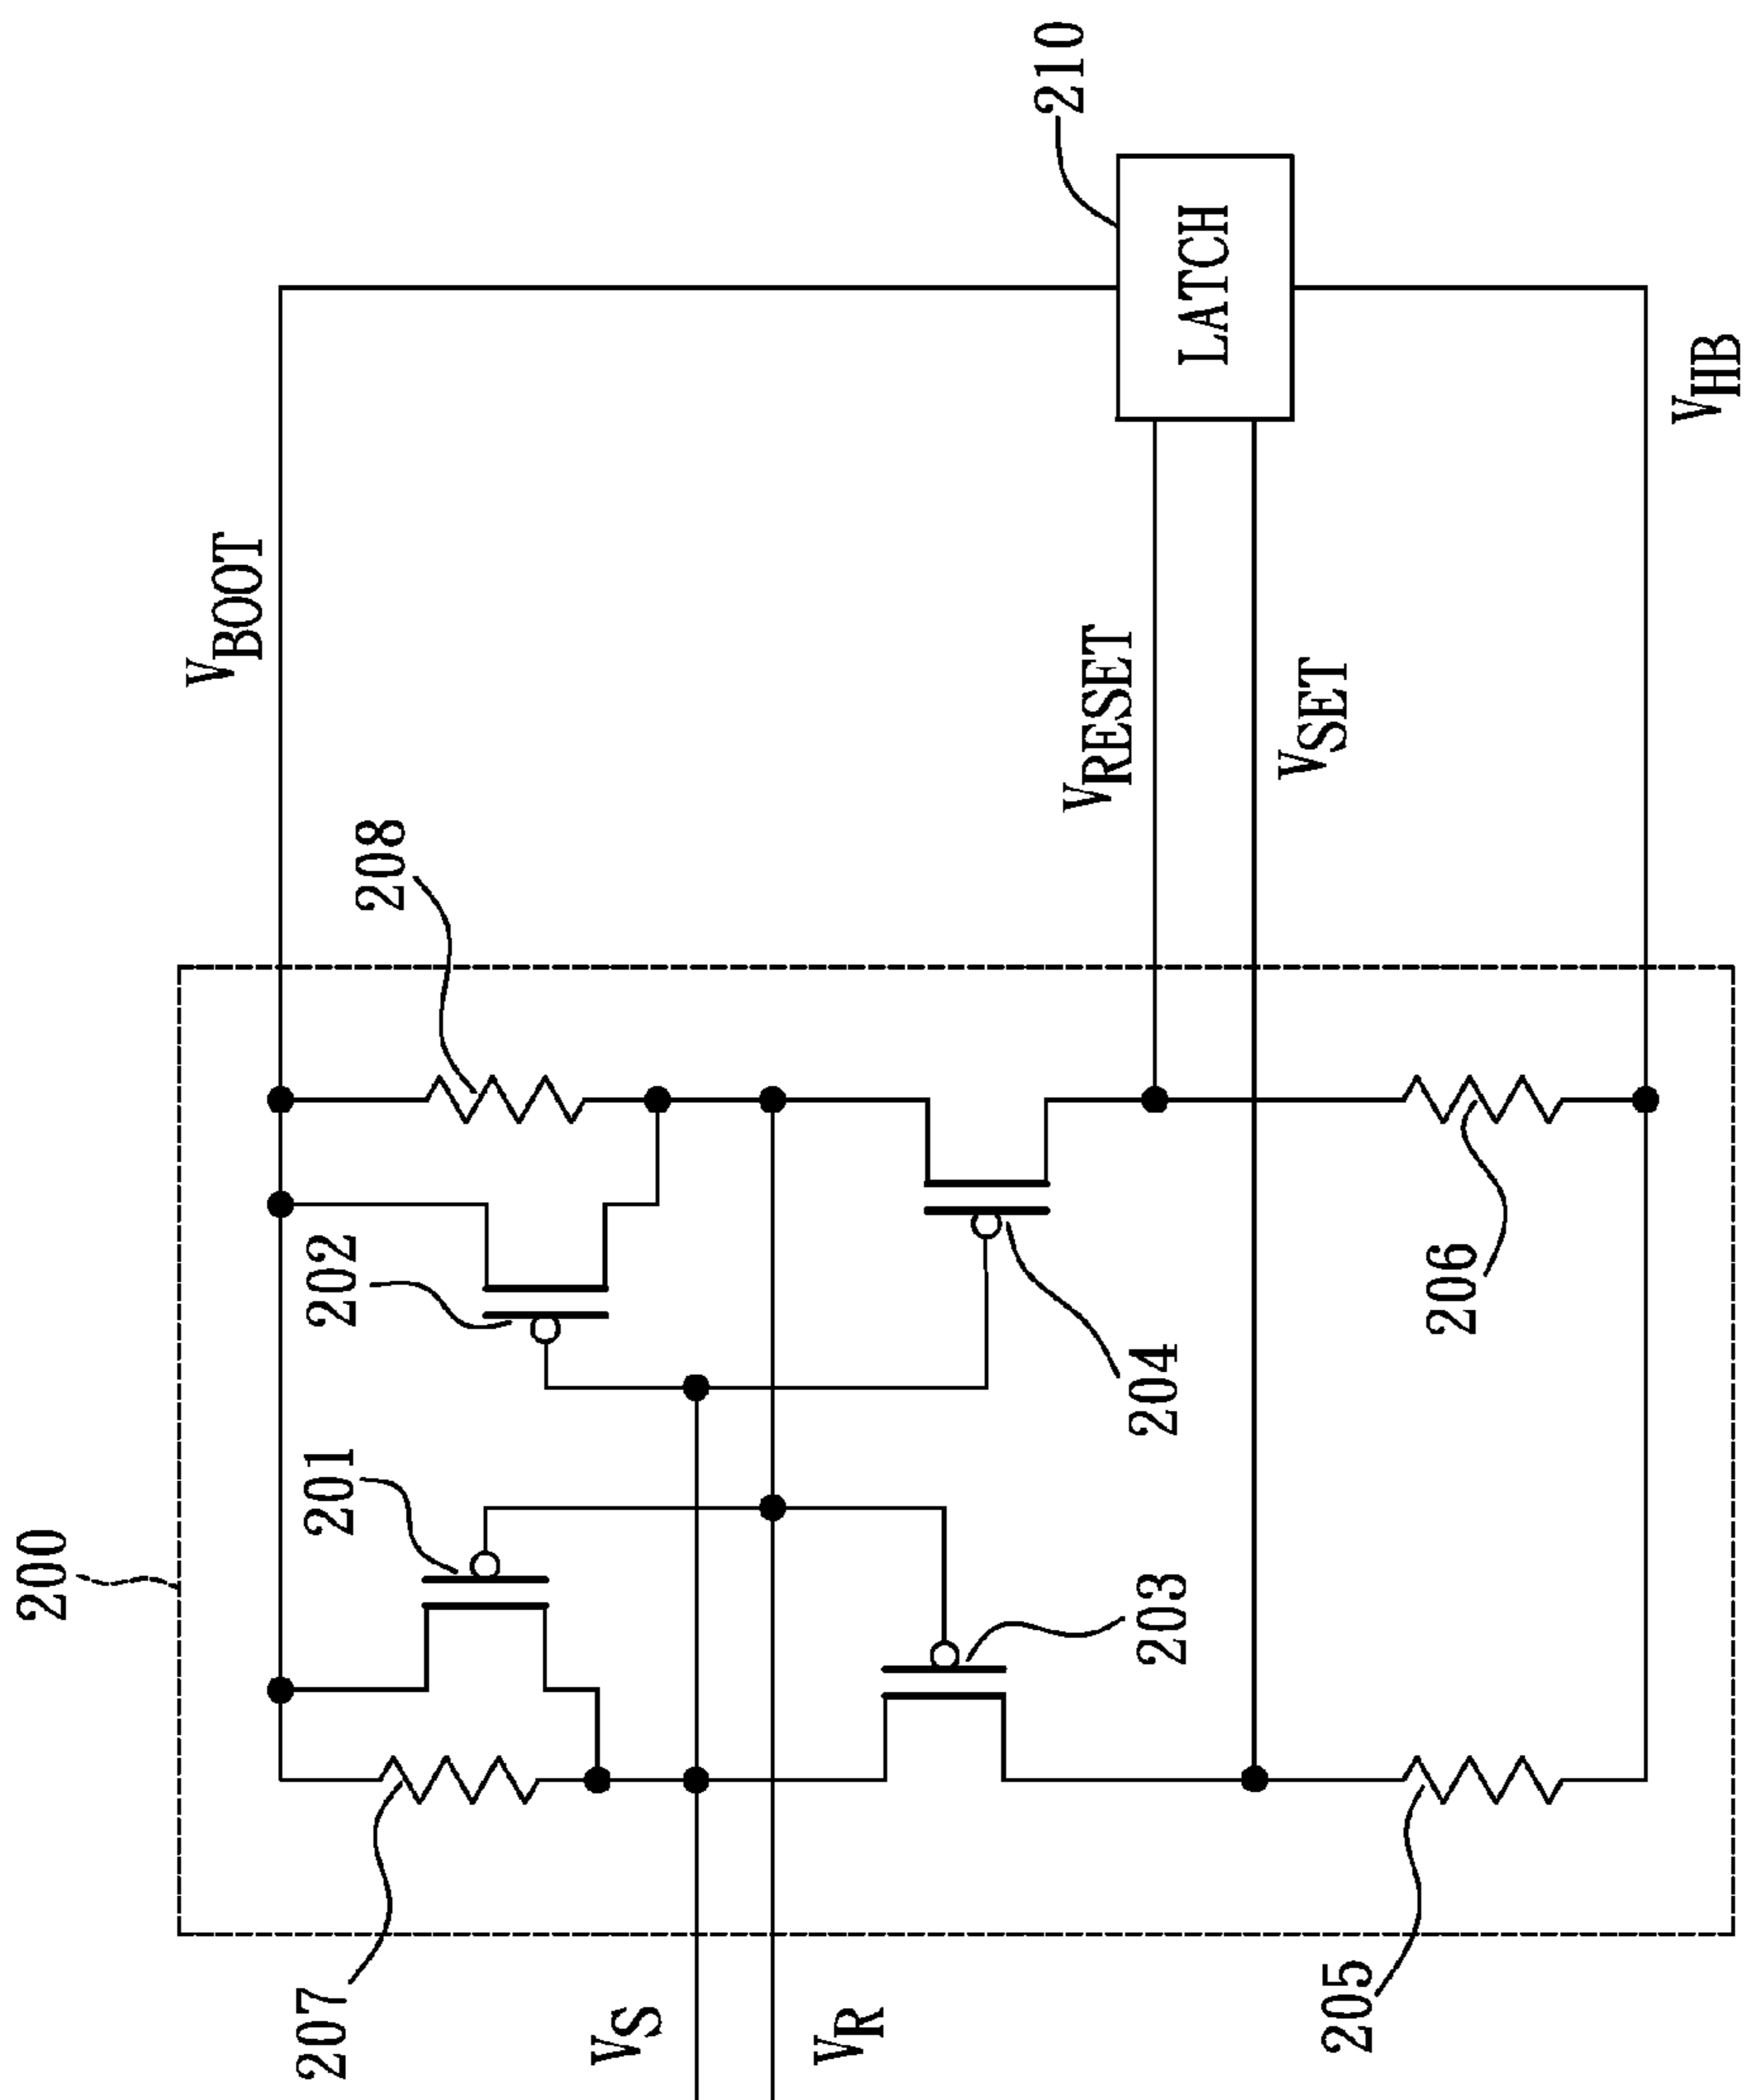 200
207
201
202
208
V_BOOT
V_S
V_R
203
204
V_RESET
V_SET
210
LATCH
205
206
V_HB